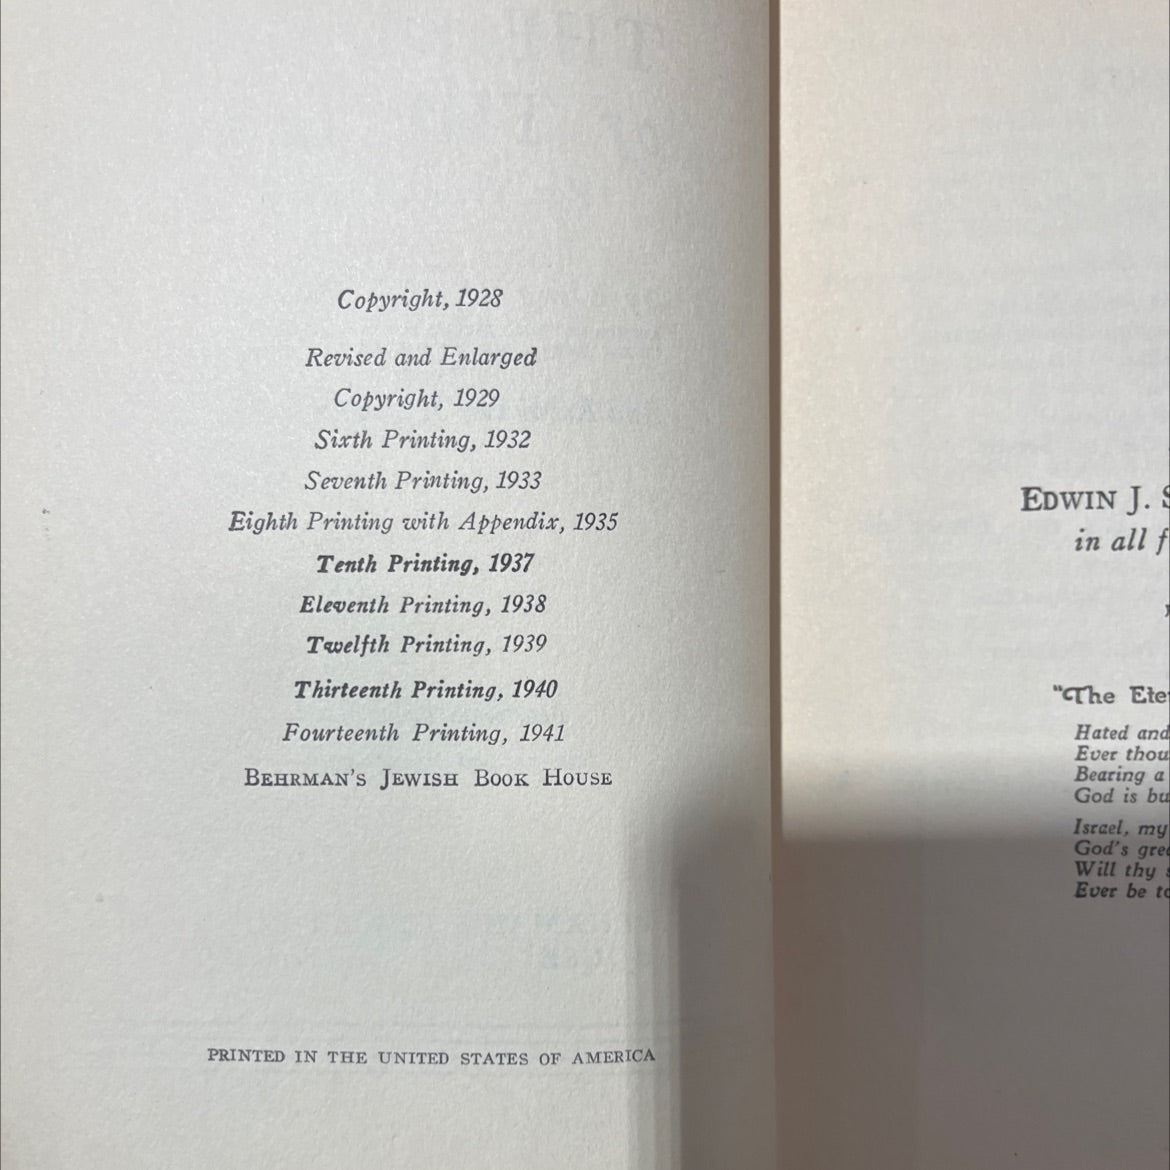 Copyright, 1928
Revised and Enlarged
Copyright, 1929
Sixth Printing, 1932
Seventh Printing, 1933
Eighth Printing with Appendix, 1935
Tenth Printing, 1937
Eleventh Printing, 1938
Twelfth Printing, 1939
Thirteenth Printing, 1940
Fourteenth Printing, 1941
BEHRMAN'S JEWISH BOOK HOUSE
PRINTED IN THE UNITED STATES OF AMERICA
EDWIN J.
in all
"The
Hated and
Ever thou
Bearing a
God is
Israel, my
God's
Will thy
Ever be